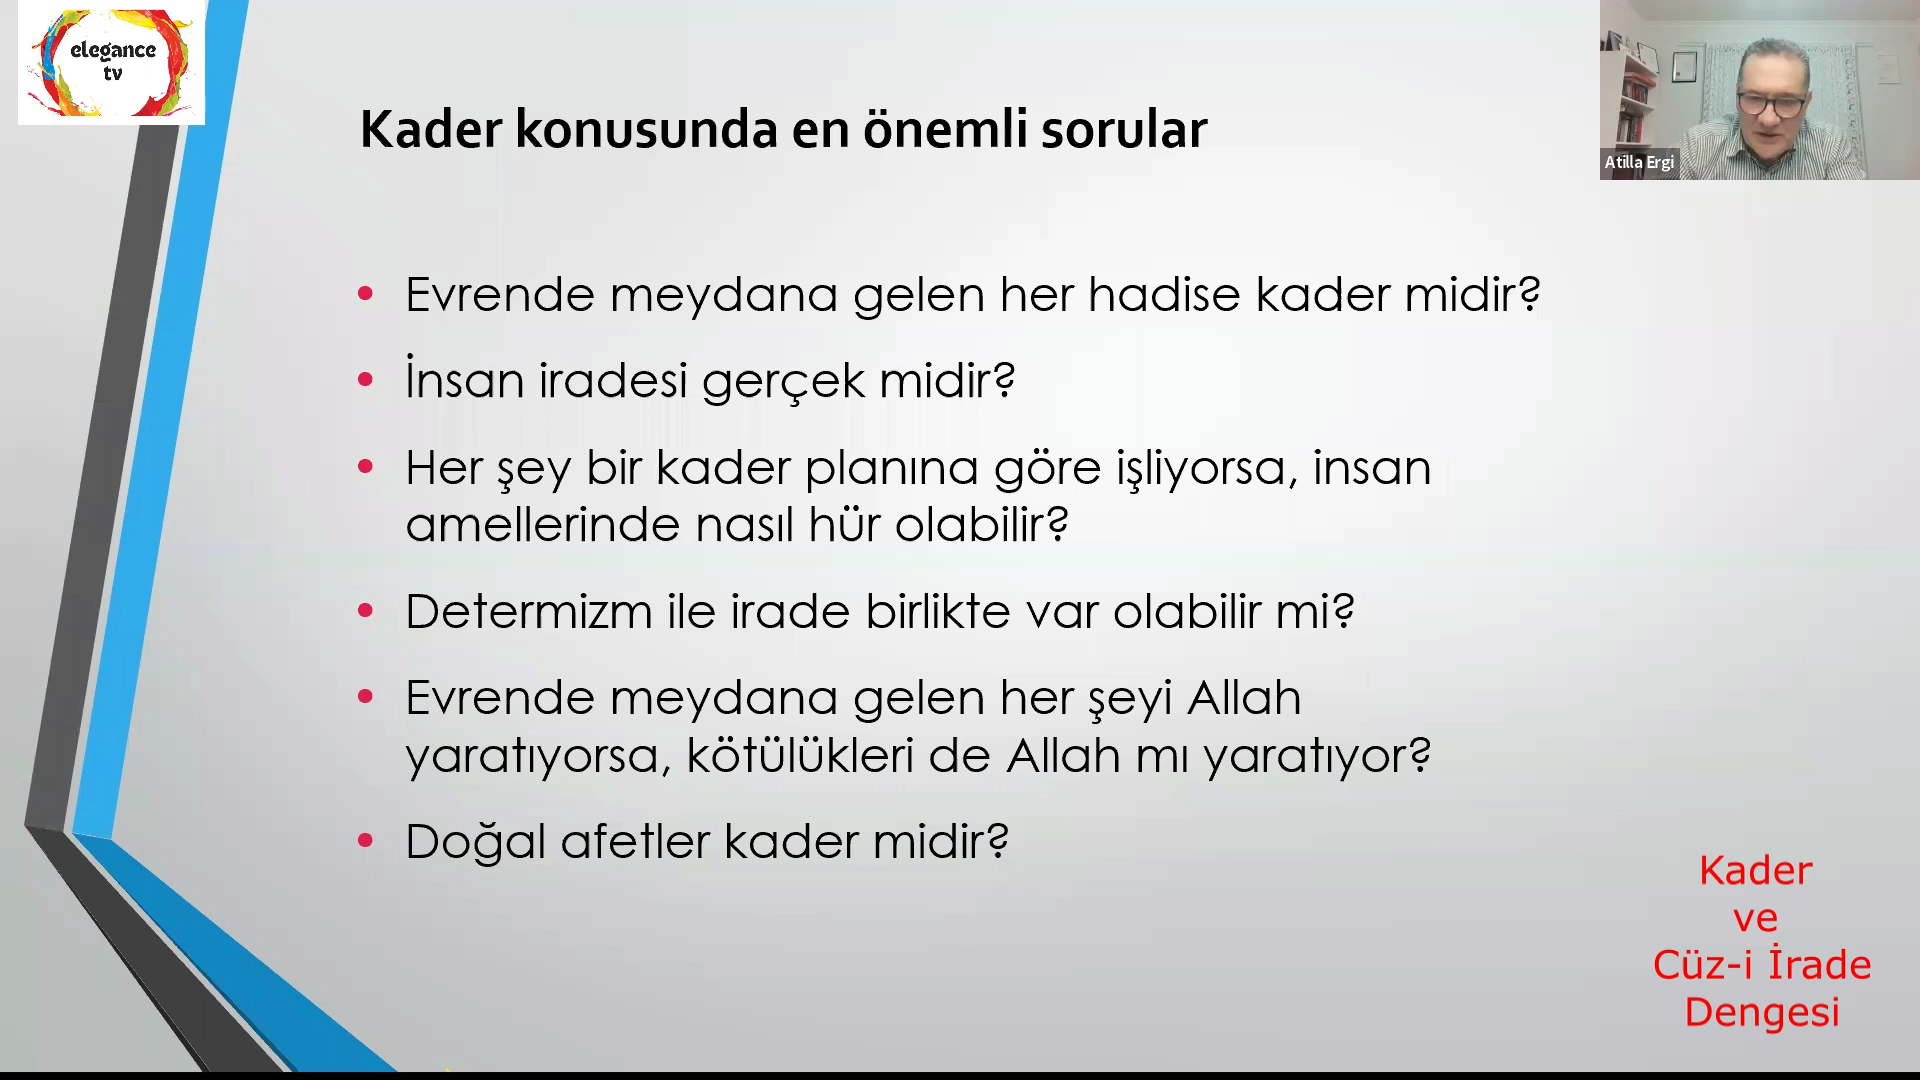 elegance
tv
Kader konusunda en önemli sorular
Atilla Ergi
• Evrende meydana gelen her hadise kader midir?
• İnsan iradesi gerçek midir?
• Her şey bir kader planına göre işliyorsa, insan
amellerinde nasıl hür olabilir?
• Determizm ile irade birlikte var olabilir mi?
• Evrende meydana gelen her şeyi Allah
yaratıyorsa, kötülükleri de Allah mı yaratıyor?
• Doğal afetler kader midir?
Kader
ve
Cüz-i İrade
Dengesi